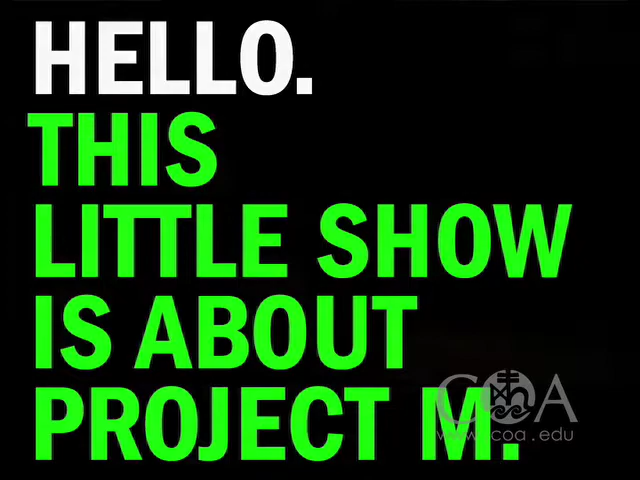 HELLO.
THIS
LITTLE SHOW
IS ABOUT
PROJECT M.
COA
www.coa.edu